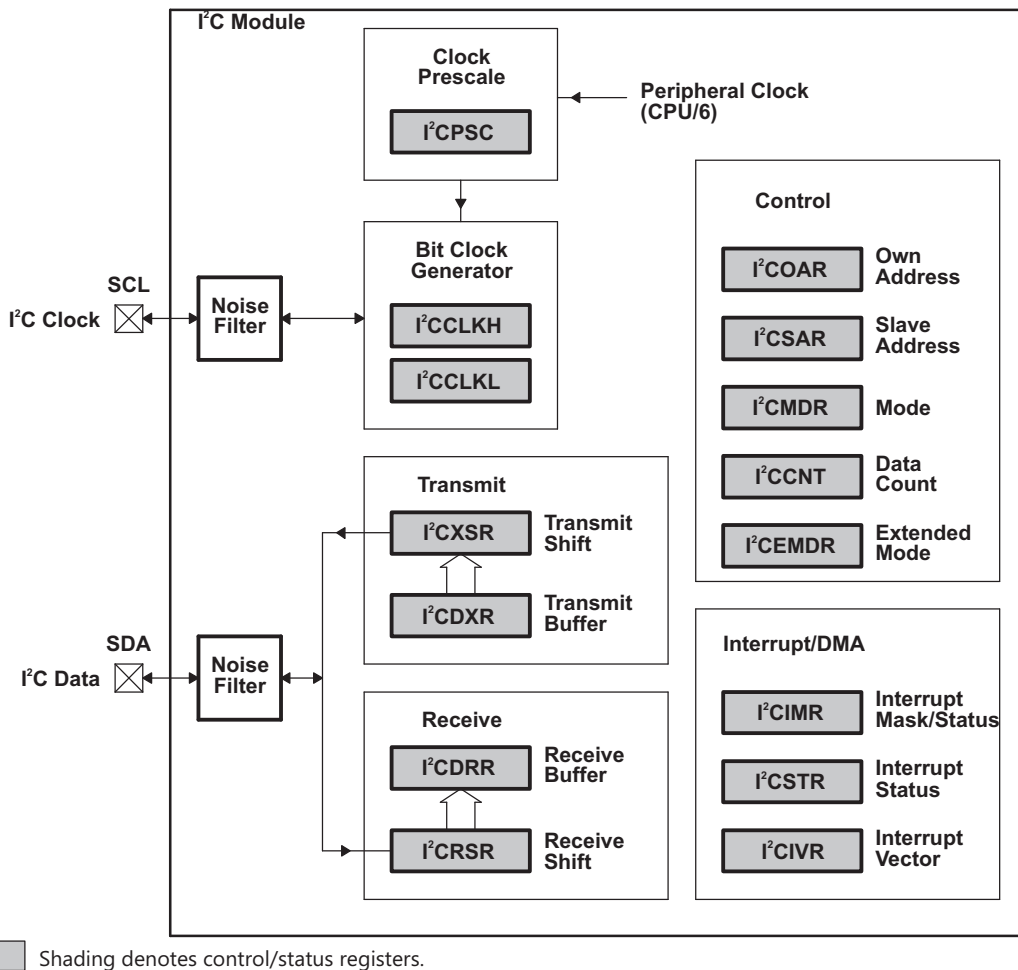 I²C Module
Clock
Prescale
I²CPSC
Peripheral Clock
(CPU/6)
Bit Clock
Generator
I²CCLKH
I²CCLKL
SCL
I²C Clock
Noise
Filter
Control
I²COAR
Own
Address
I²CSAR
Slave
Address
I²CMDR
Mode
I²CCNT
Data
Count
I²CEMDR
Extended
Mode
Transmit
I²CXSR
Transmit
Shift
I²CDXR
Transmit
Buffer
SDA
I²C Data
Noise
Filter
Receive
I²CDRR
Receive
Buffer
I²CRSR
Receive
Shift
Interrupt/DMA
I²CIMR
Interrupt
Mask/Status
I²CSTR
Interrupt
Status
I²CIVR
Interrupt
Vector
Shading denotes control/status registers.